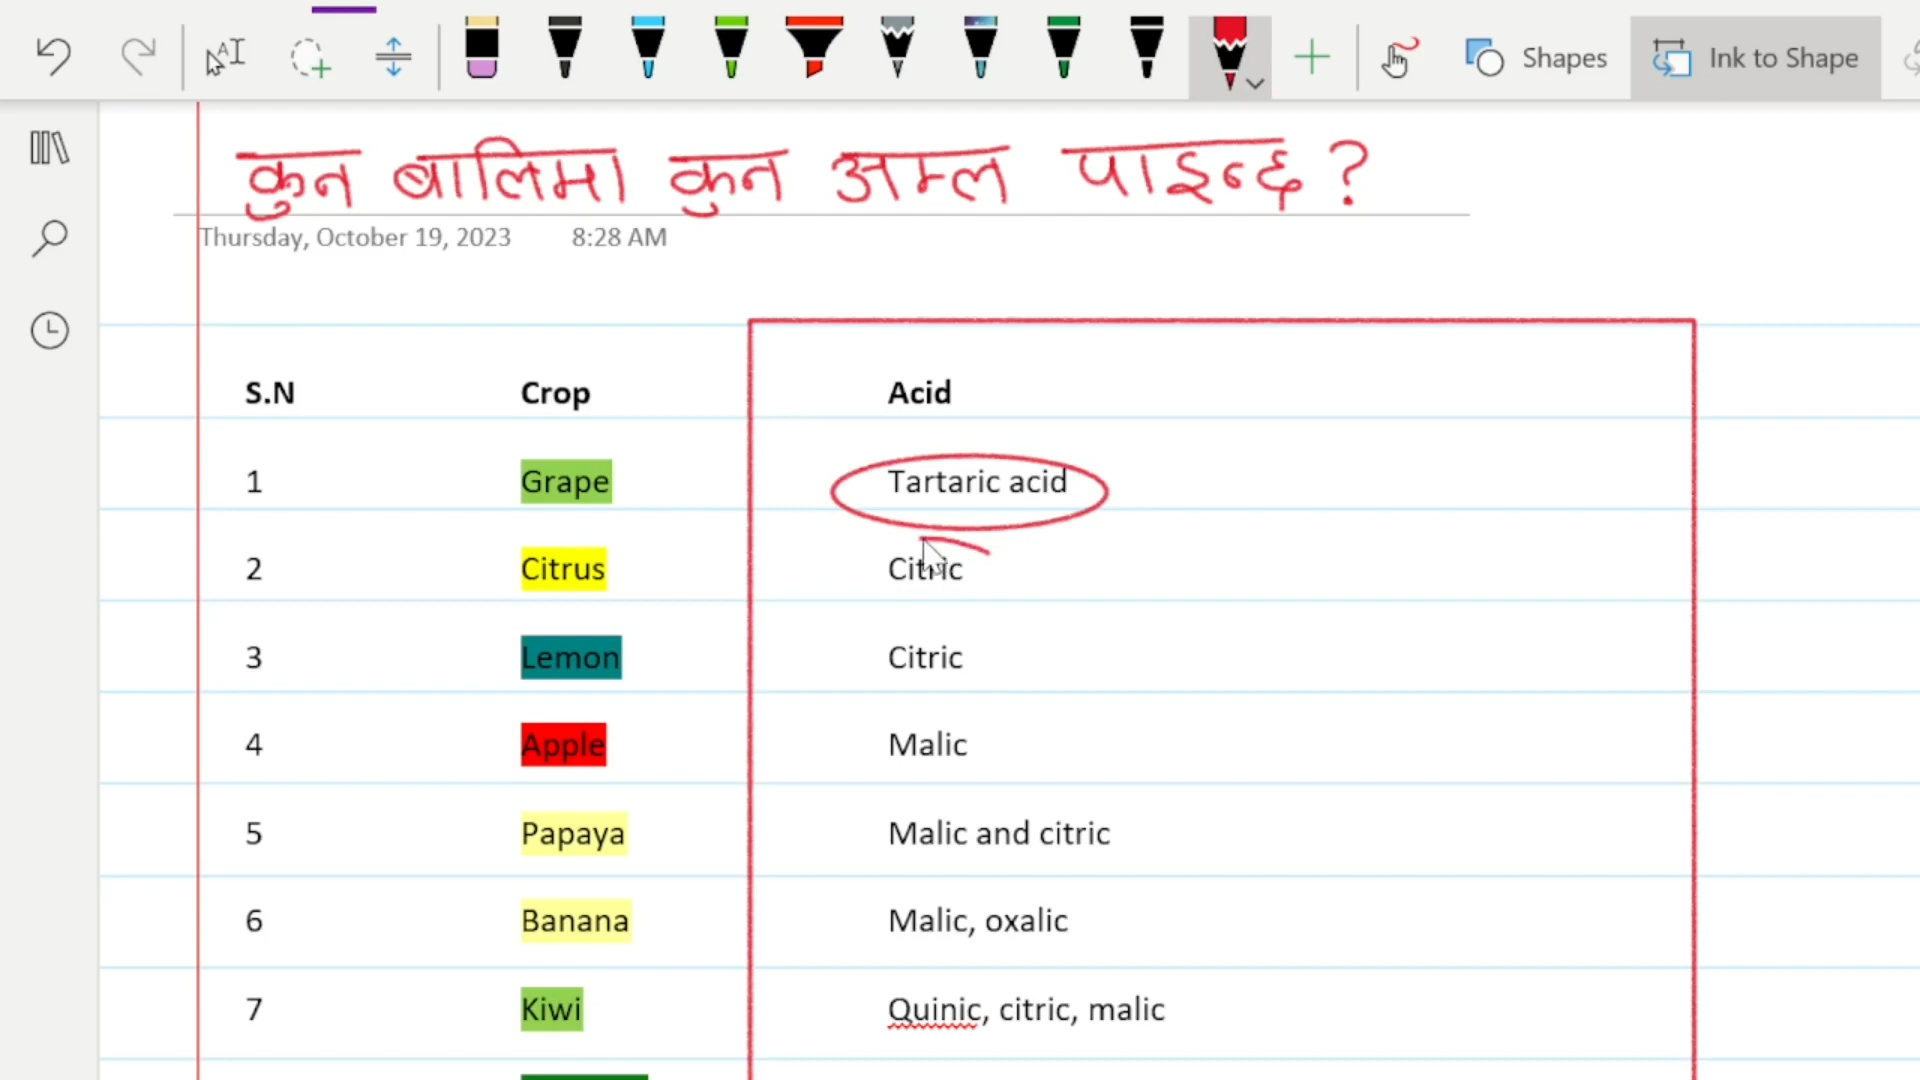 Shapes Ink to Shape
कुन बालिमा कुन अम्ल पाइन्छ ?
Thursday, October 19, 2023 8:28 AM
S.N Crop Acid
1 Grape Tartaric acid
2 Citrus Citric
3 Lemon Citric
4 Apple Malic
5 Papaya Malic and citric
6 Banana Malic, oxalic
7 Kiwi Quinic, citric, malic